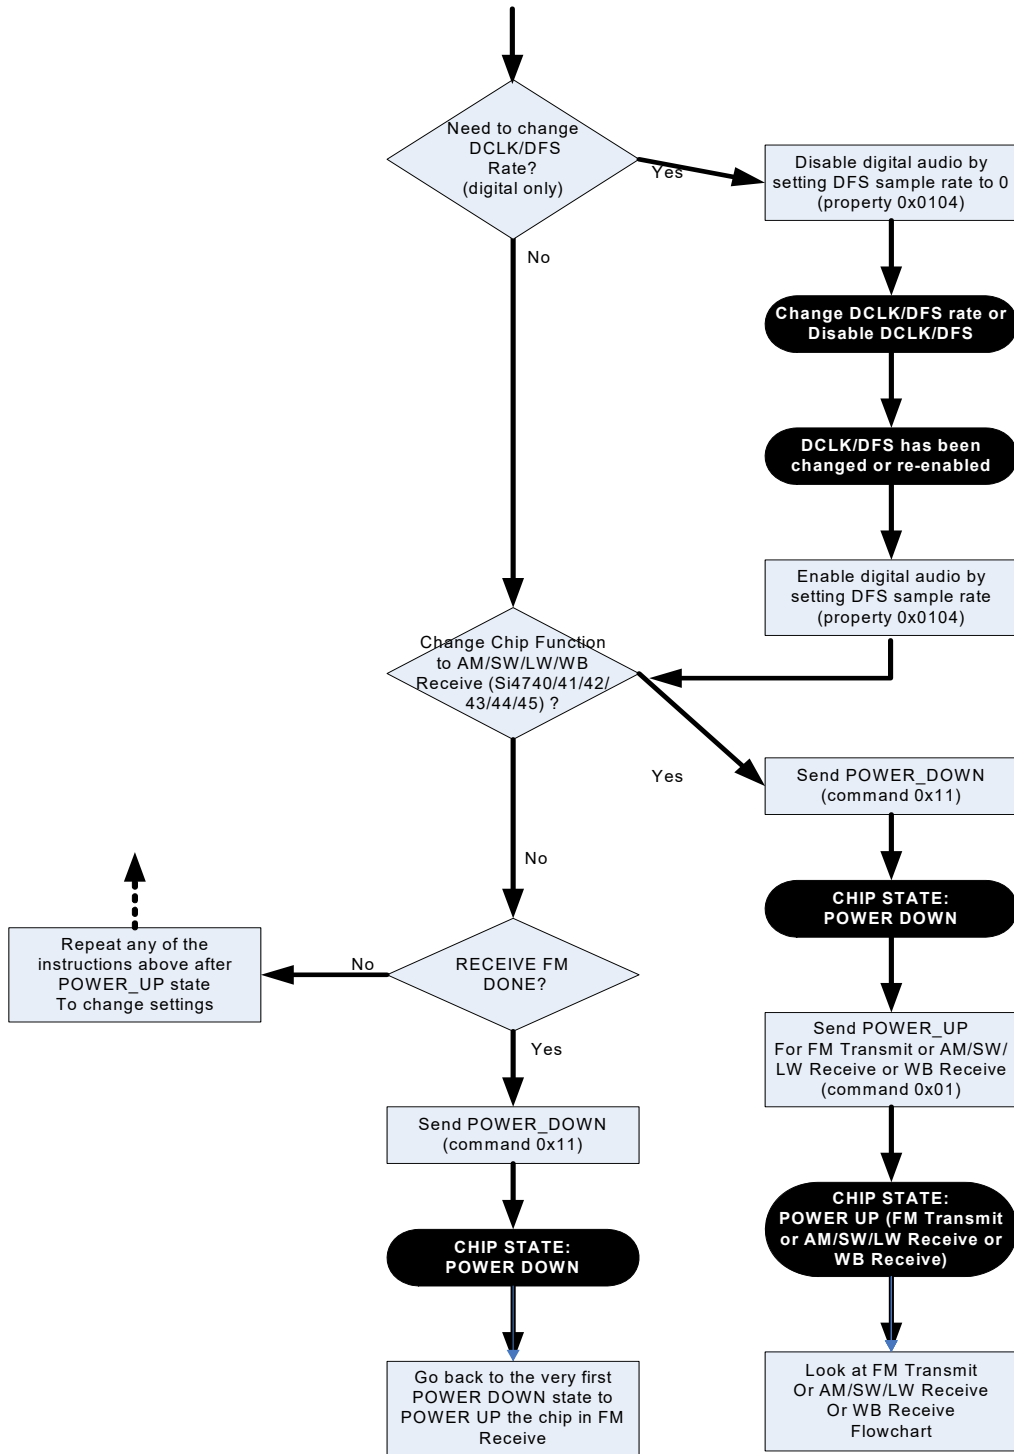 Need to change
DCLK/DFS
Rate?
(digital only)
Yes
Disable digital audio by
setting DFS sample rate to 0
(property 0x0104)
No
Change DCLK/DFS rate or
Disable DCLK/DFS
DCLK/DFS has been
changed or re-enabled
Enable digital audio by
setting DFS sample rate
(property 0x0104)
Change Chip Function
to AM/SW/LW/WB
Receive (Si4740/41/42/
43/44/45) ?
Yes
Send POWER_DOWN
(command 0x11)
No
CHIP STATE:
POWER DOWN
Repeat any of the
instructions above after
POWER_UP state
To change settings
No
RECEIVE FM
DONE?
Send POWER_UP
For FM Transmit or AM/SW/
LW Receive or WB Receive
(command 0x01)
Yes
Send POWER_DOWN
(command 0x11)
CHIP STATE:
POWER UP (FM Transmit
or AM/SW/LW Receive or
WB Receive)
CHIP STATE:
POWER DOWN
Go back to the very first
POWER DOWN state to
POWER UP the chip in FM
Receive
Look at FM Transmit
Or AM/SW/LW Receive
Or WB Receive
Flowchart